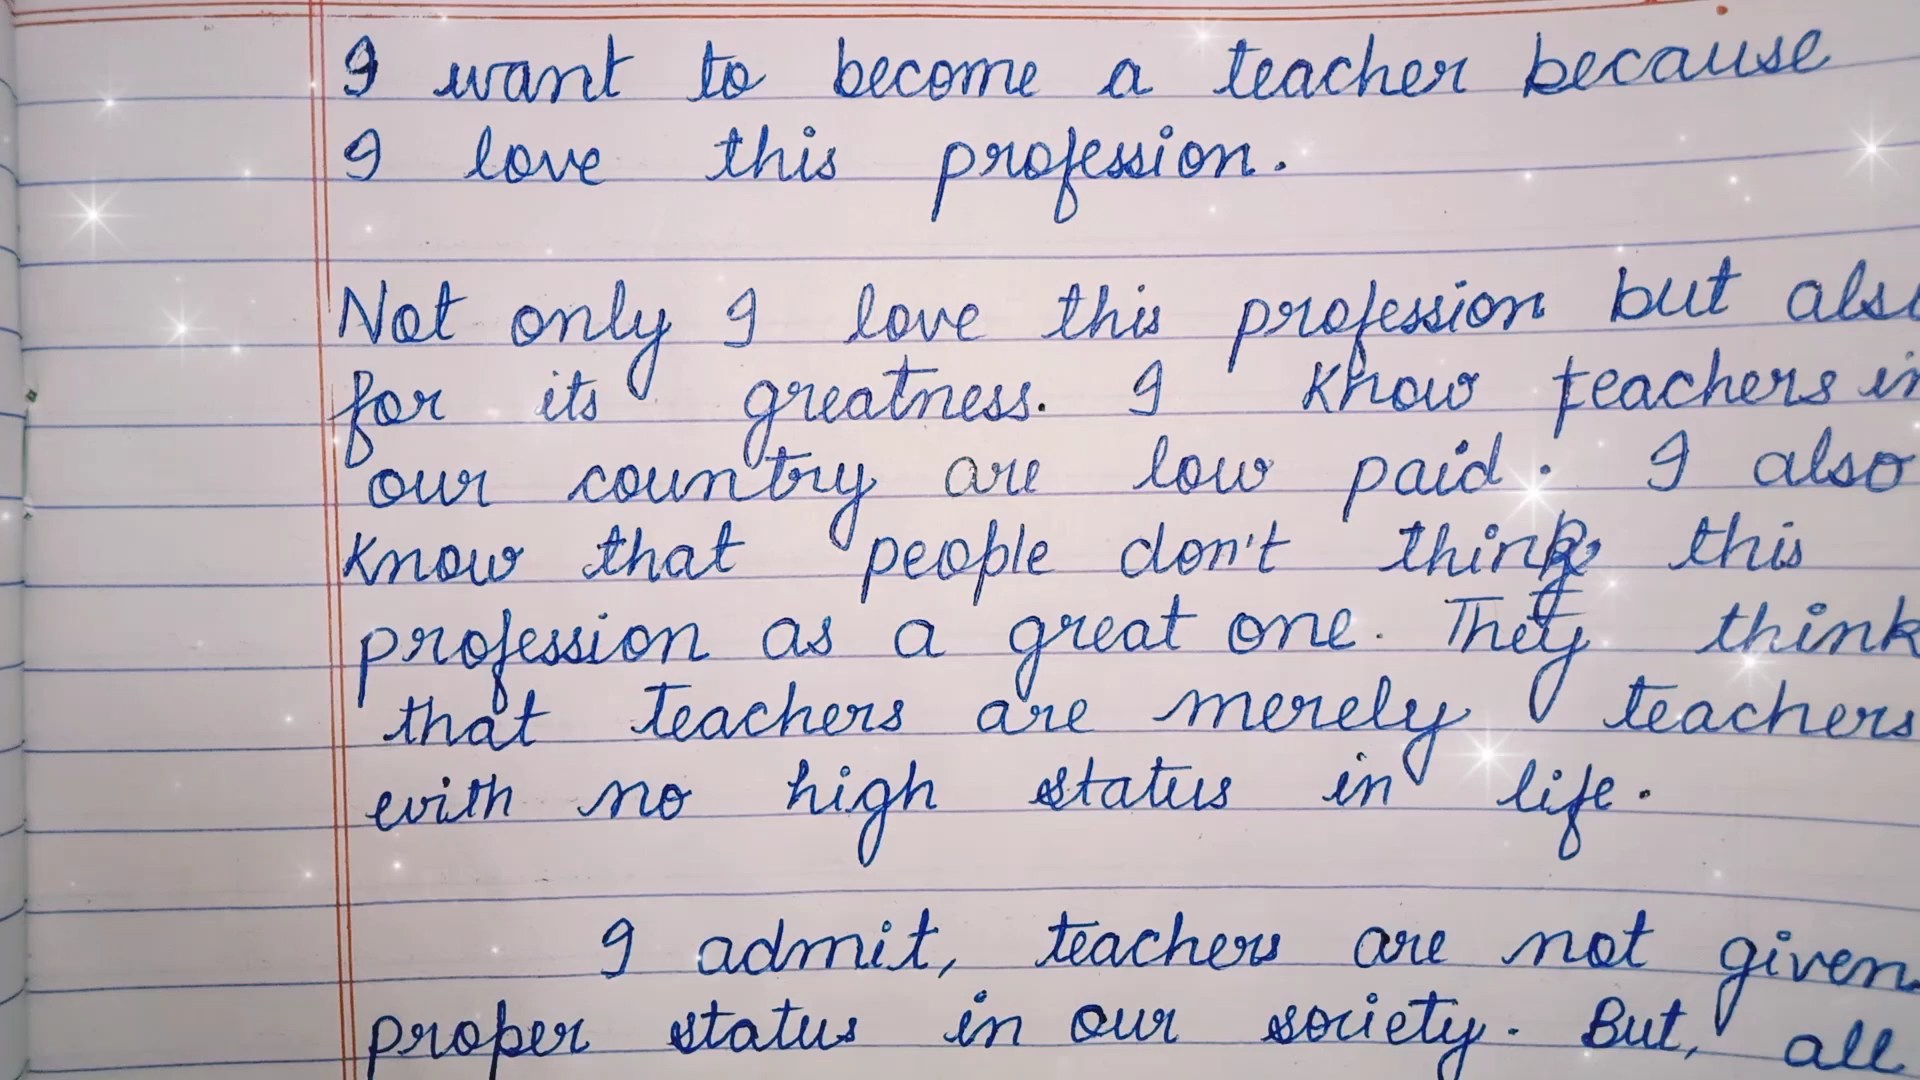 I want to become a teacher because
I love this profession.
Not only I love this profession but also
for its greatness. I know teachers in
our country are low paid. I also
know that people don't think this
profession as a great one. They think
that teachers are merely teachers
with no high status in life.
I admit, teachers are not given
proper status in our society. But, all